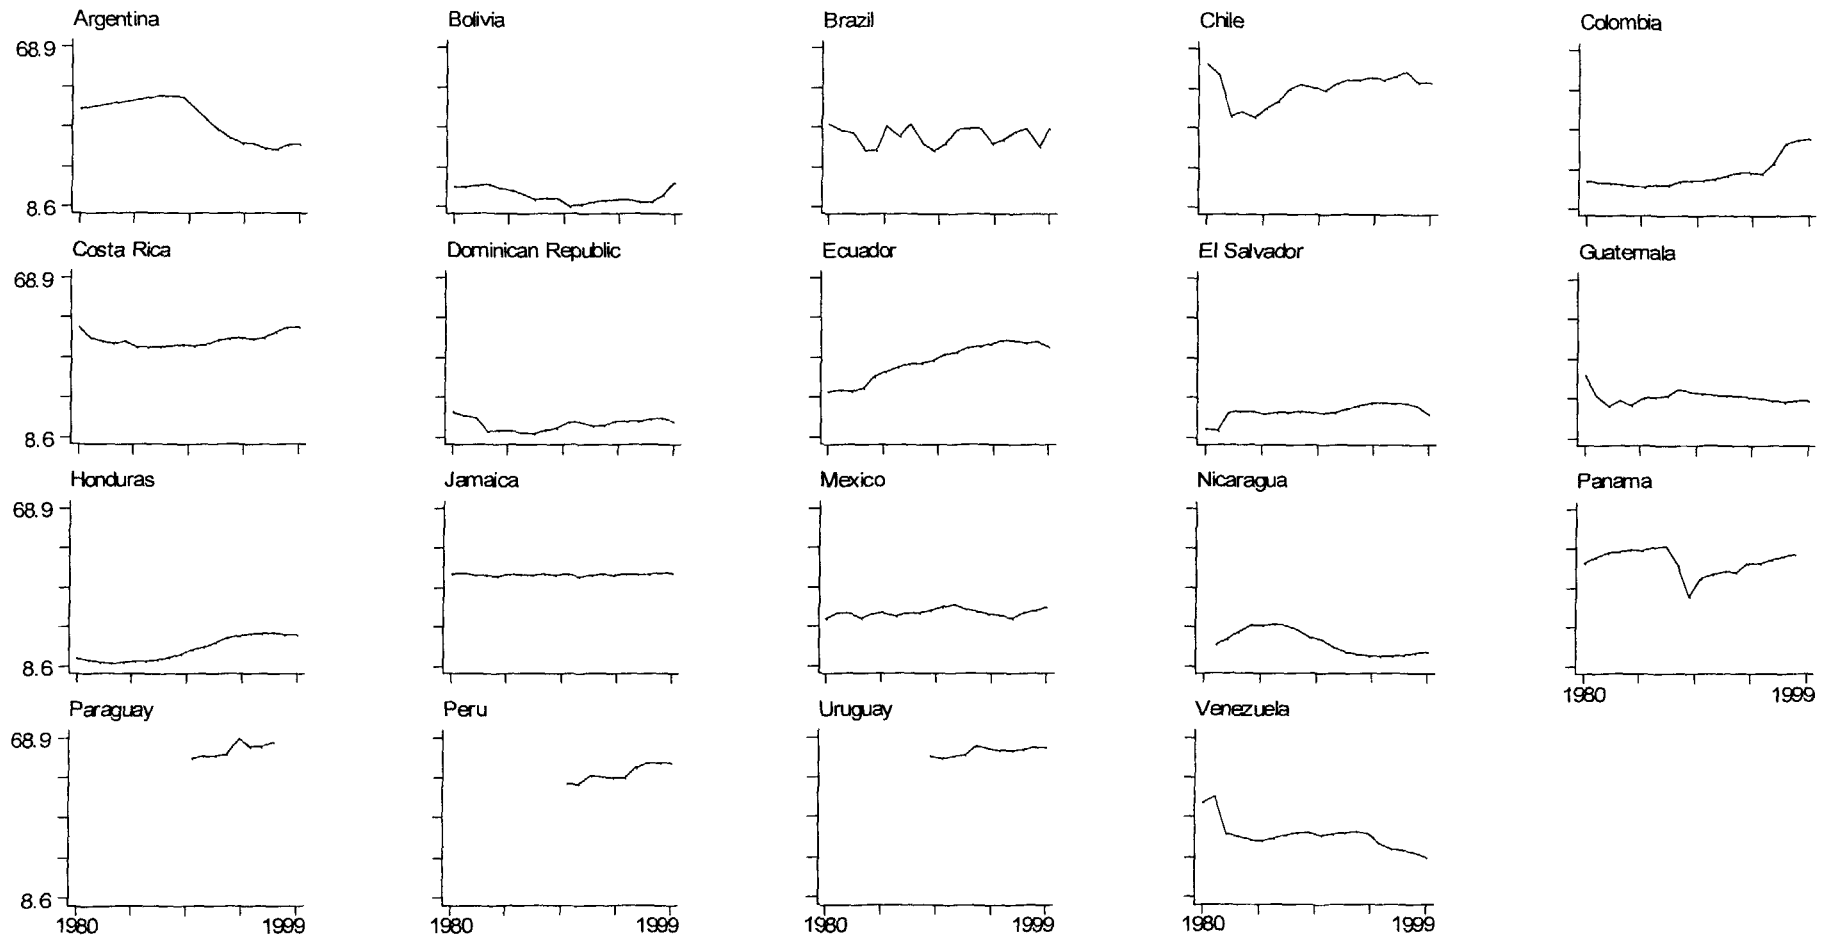 Argentina Bolivia Brazil Chile Colombia
68.9
8.6
Costa Rica Dominican Republic Ecuador El Salvador Guatemala
68.9
8.6
Honduras Jamaica Mexico Nicaragua Panama
68.9
8.6
1980 1999
Paraguay Peru Uruguay Venezuela
68.9
8.6
1980 1999 1980 1999 1980 1999 1980 1999